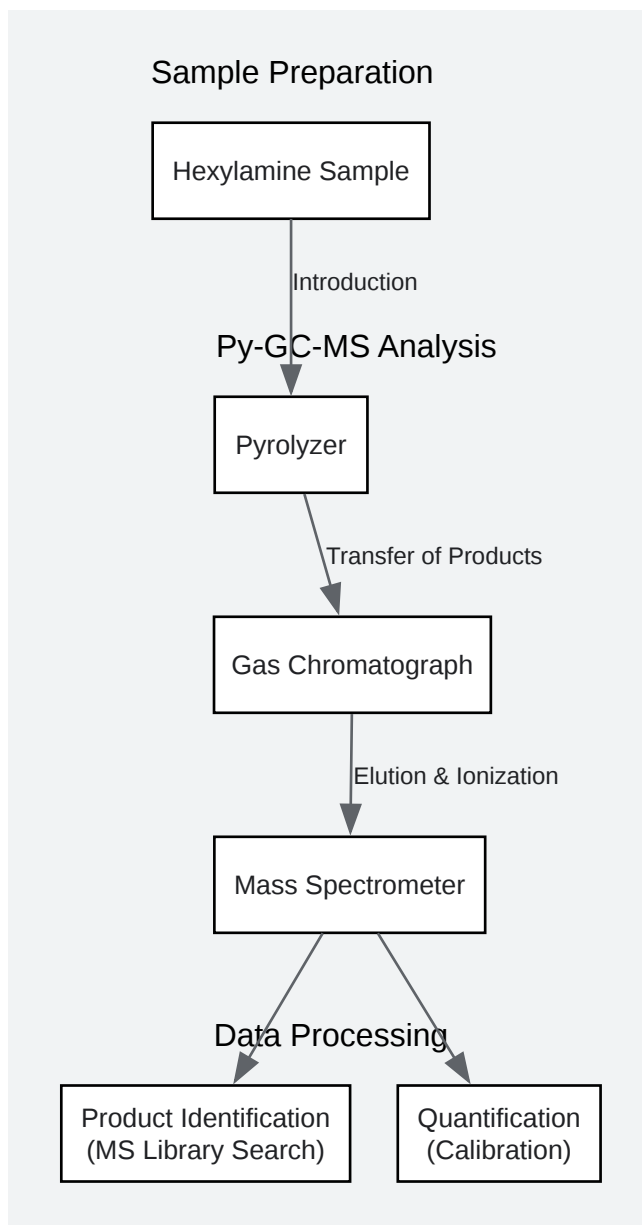 Sample Preparation
Hexylamine Sample
Introduction
Py-GC-MS Analysis
Pyrolyzer
Transfer of Products
Gas Chromatograph
Elution & Ionization
Mass Spectrometer
Data Processing
Product Identification
(MS Library Search)
Quantification
(Calibration)